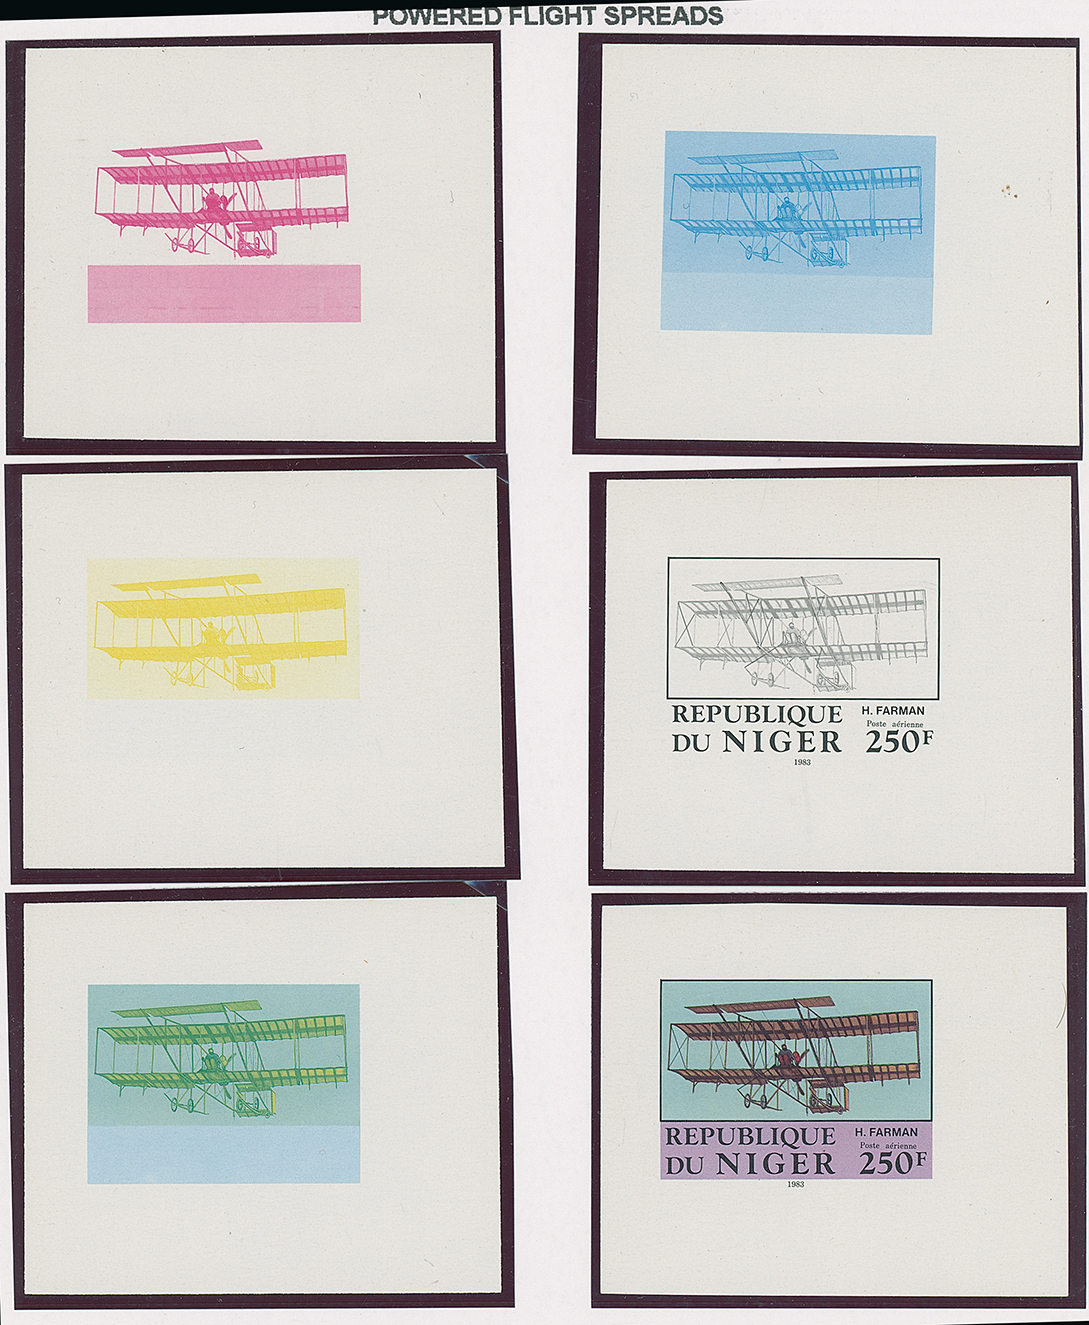 POWERED FLIGHT SPREADS
REPUBLIQUE
DU NIGER
H. FARMAN
Poste aérienne
250F
1983
REPUBLIQUE
DU NIGER
H. FARMAN
Poste aérienne
250F
1983